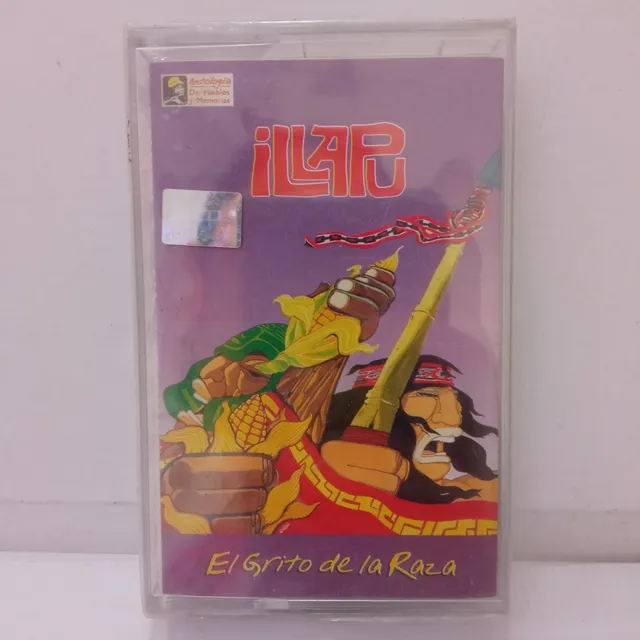 Antología
De Pueblos
y Memorias
iLLAPU
El Grito de la Raza